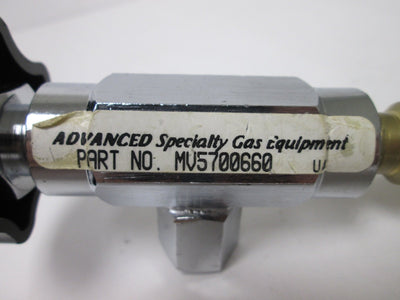 ADVANCED Specialty Gas Equipment
PART NO. MV5700660